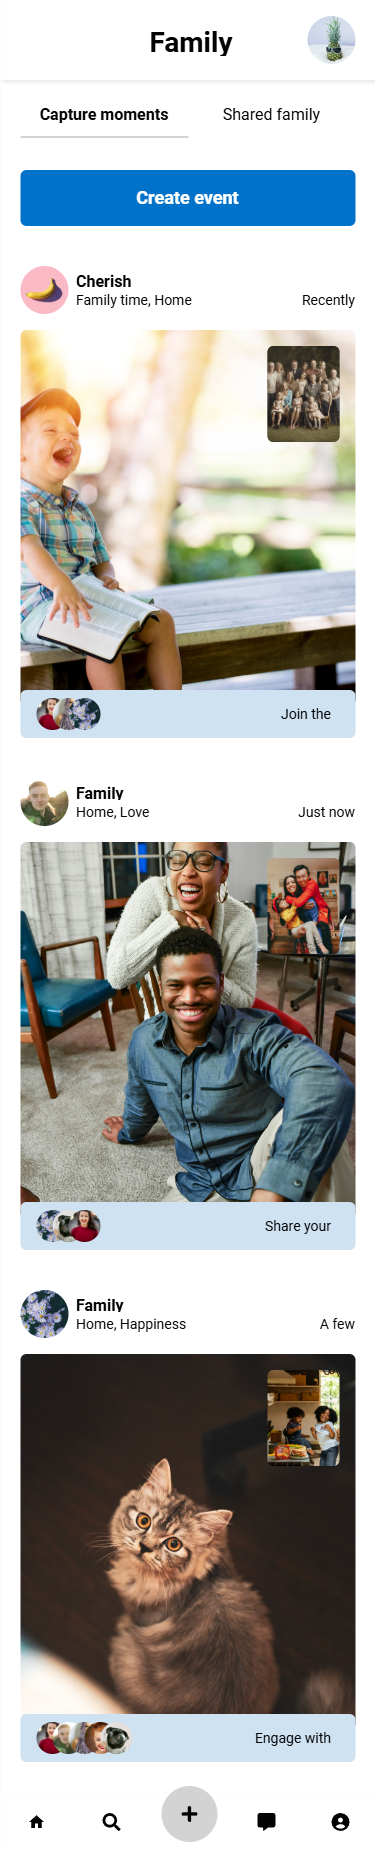 Family
Capture moments
Shared family
Create event
Cherish
Family time, Home
Recently
Join the
Family
Home, Love
Just now
Share your
Family
Home, Happiness
A few
Engage with